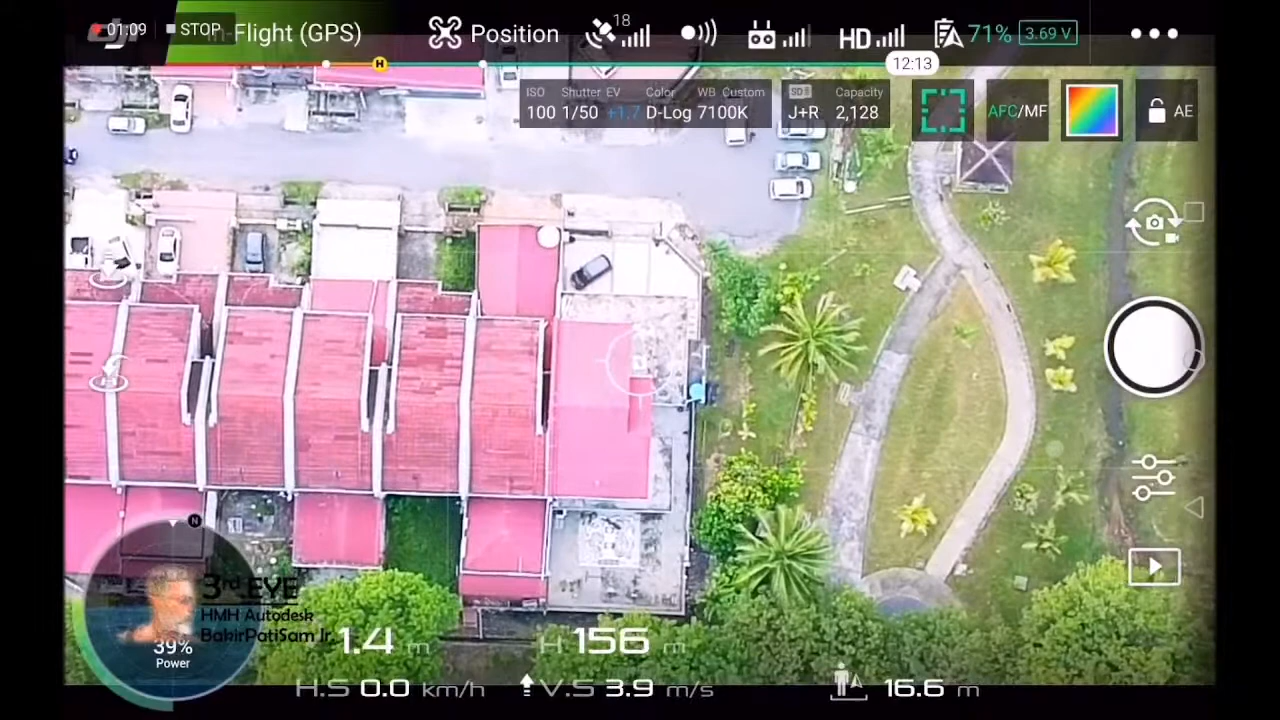 01:09 STOP n-Flight (GPS) Position 18 HD 71% 3.69 V
H 12:13
ISO Shutter EV Color WB Custom SD Capacity
100 1/50 +1.7 D-Log 7100K J+R 2,128 AFC/MF AE
N
3rd EYE
HMH Autodesk
BakirPatiSam Jr.
39%
Power
1.4 m H 156 m
H.S 0.0 km/h V.S 3.9 m/s 16.6 m